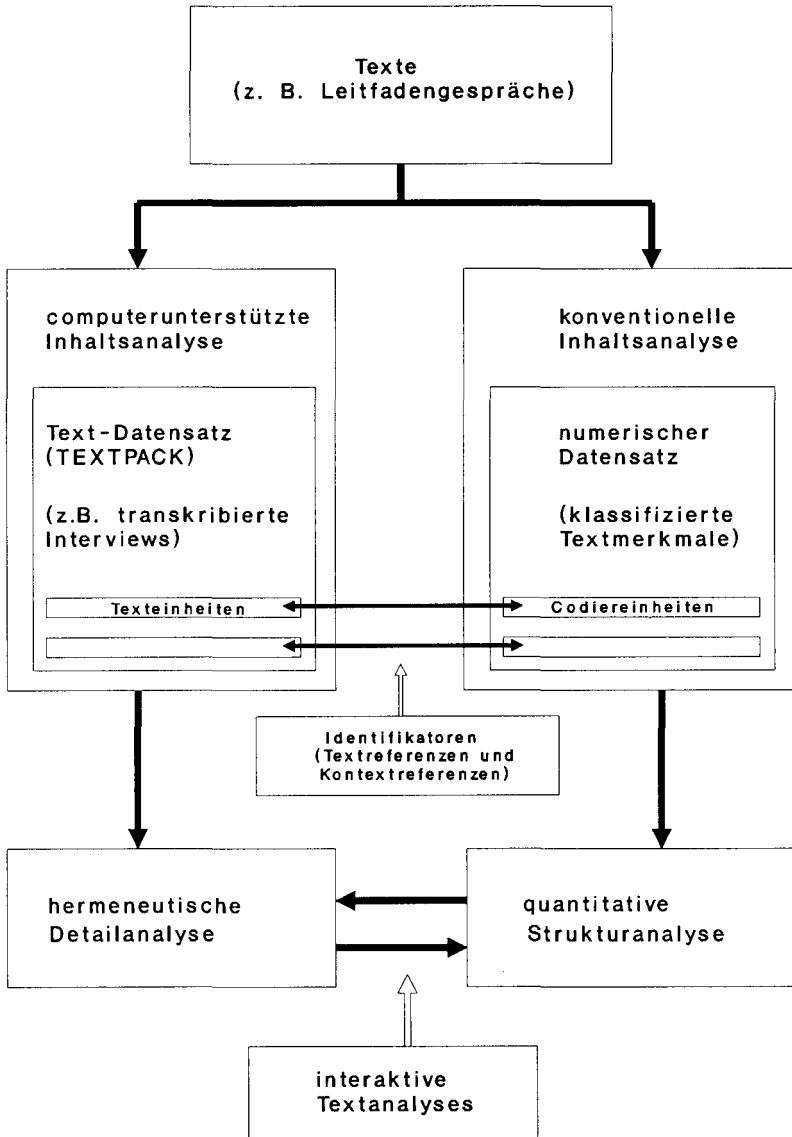 Texte
(z. B. Leitfadengespräche)
computerunterstützte
Inhaltsanalyse
Text-Datensatz
(TEXTPACK)
(z.B. transkribierte
Interviews)
Texteinheiten
konventionelle
Inhaltsanalyse
numerischer
Datensatz
(klassifizierte
Textmerkmale)
Codiereinheiten
Identifikatoren
(Textreferenzen und
Kontextreferenzen)
hermeneutische
Detailanalyse
quantitative
Strukturanalyse
interaktive
Textanalyses